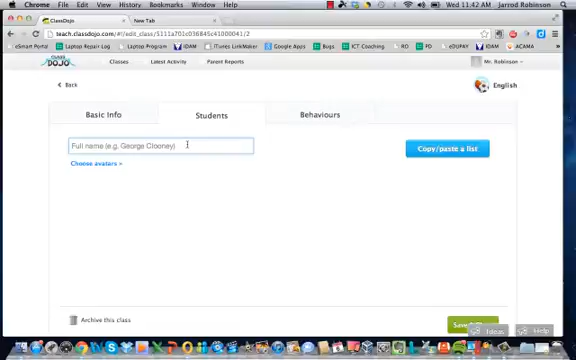 Chrome File Edit View History Bookmarks Window Help
Wed 11.42 AM Jarrod Robinson
ClassDojo
New Tab
teach.classdojo.com/#!/edit_class/5111a701c036845c41000041/2
eSmart Portal Laptop Repair Log Laptop Program iDAM iTunes LinkMaker Google Apps Bugs ICT Coaching PD eDUPAY iDAM ACAMA
CLASS DOJO
Classes Latest Activity Parent Reports
Mr. Robinson
Back
English
Basic Info Students Behaviours
Full name (e.g. George Clooney)
Copy/paste a list
Choose avatars »
Archive this class
Ideas Help